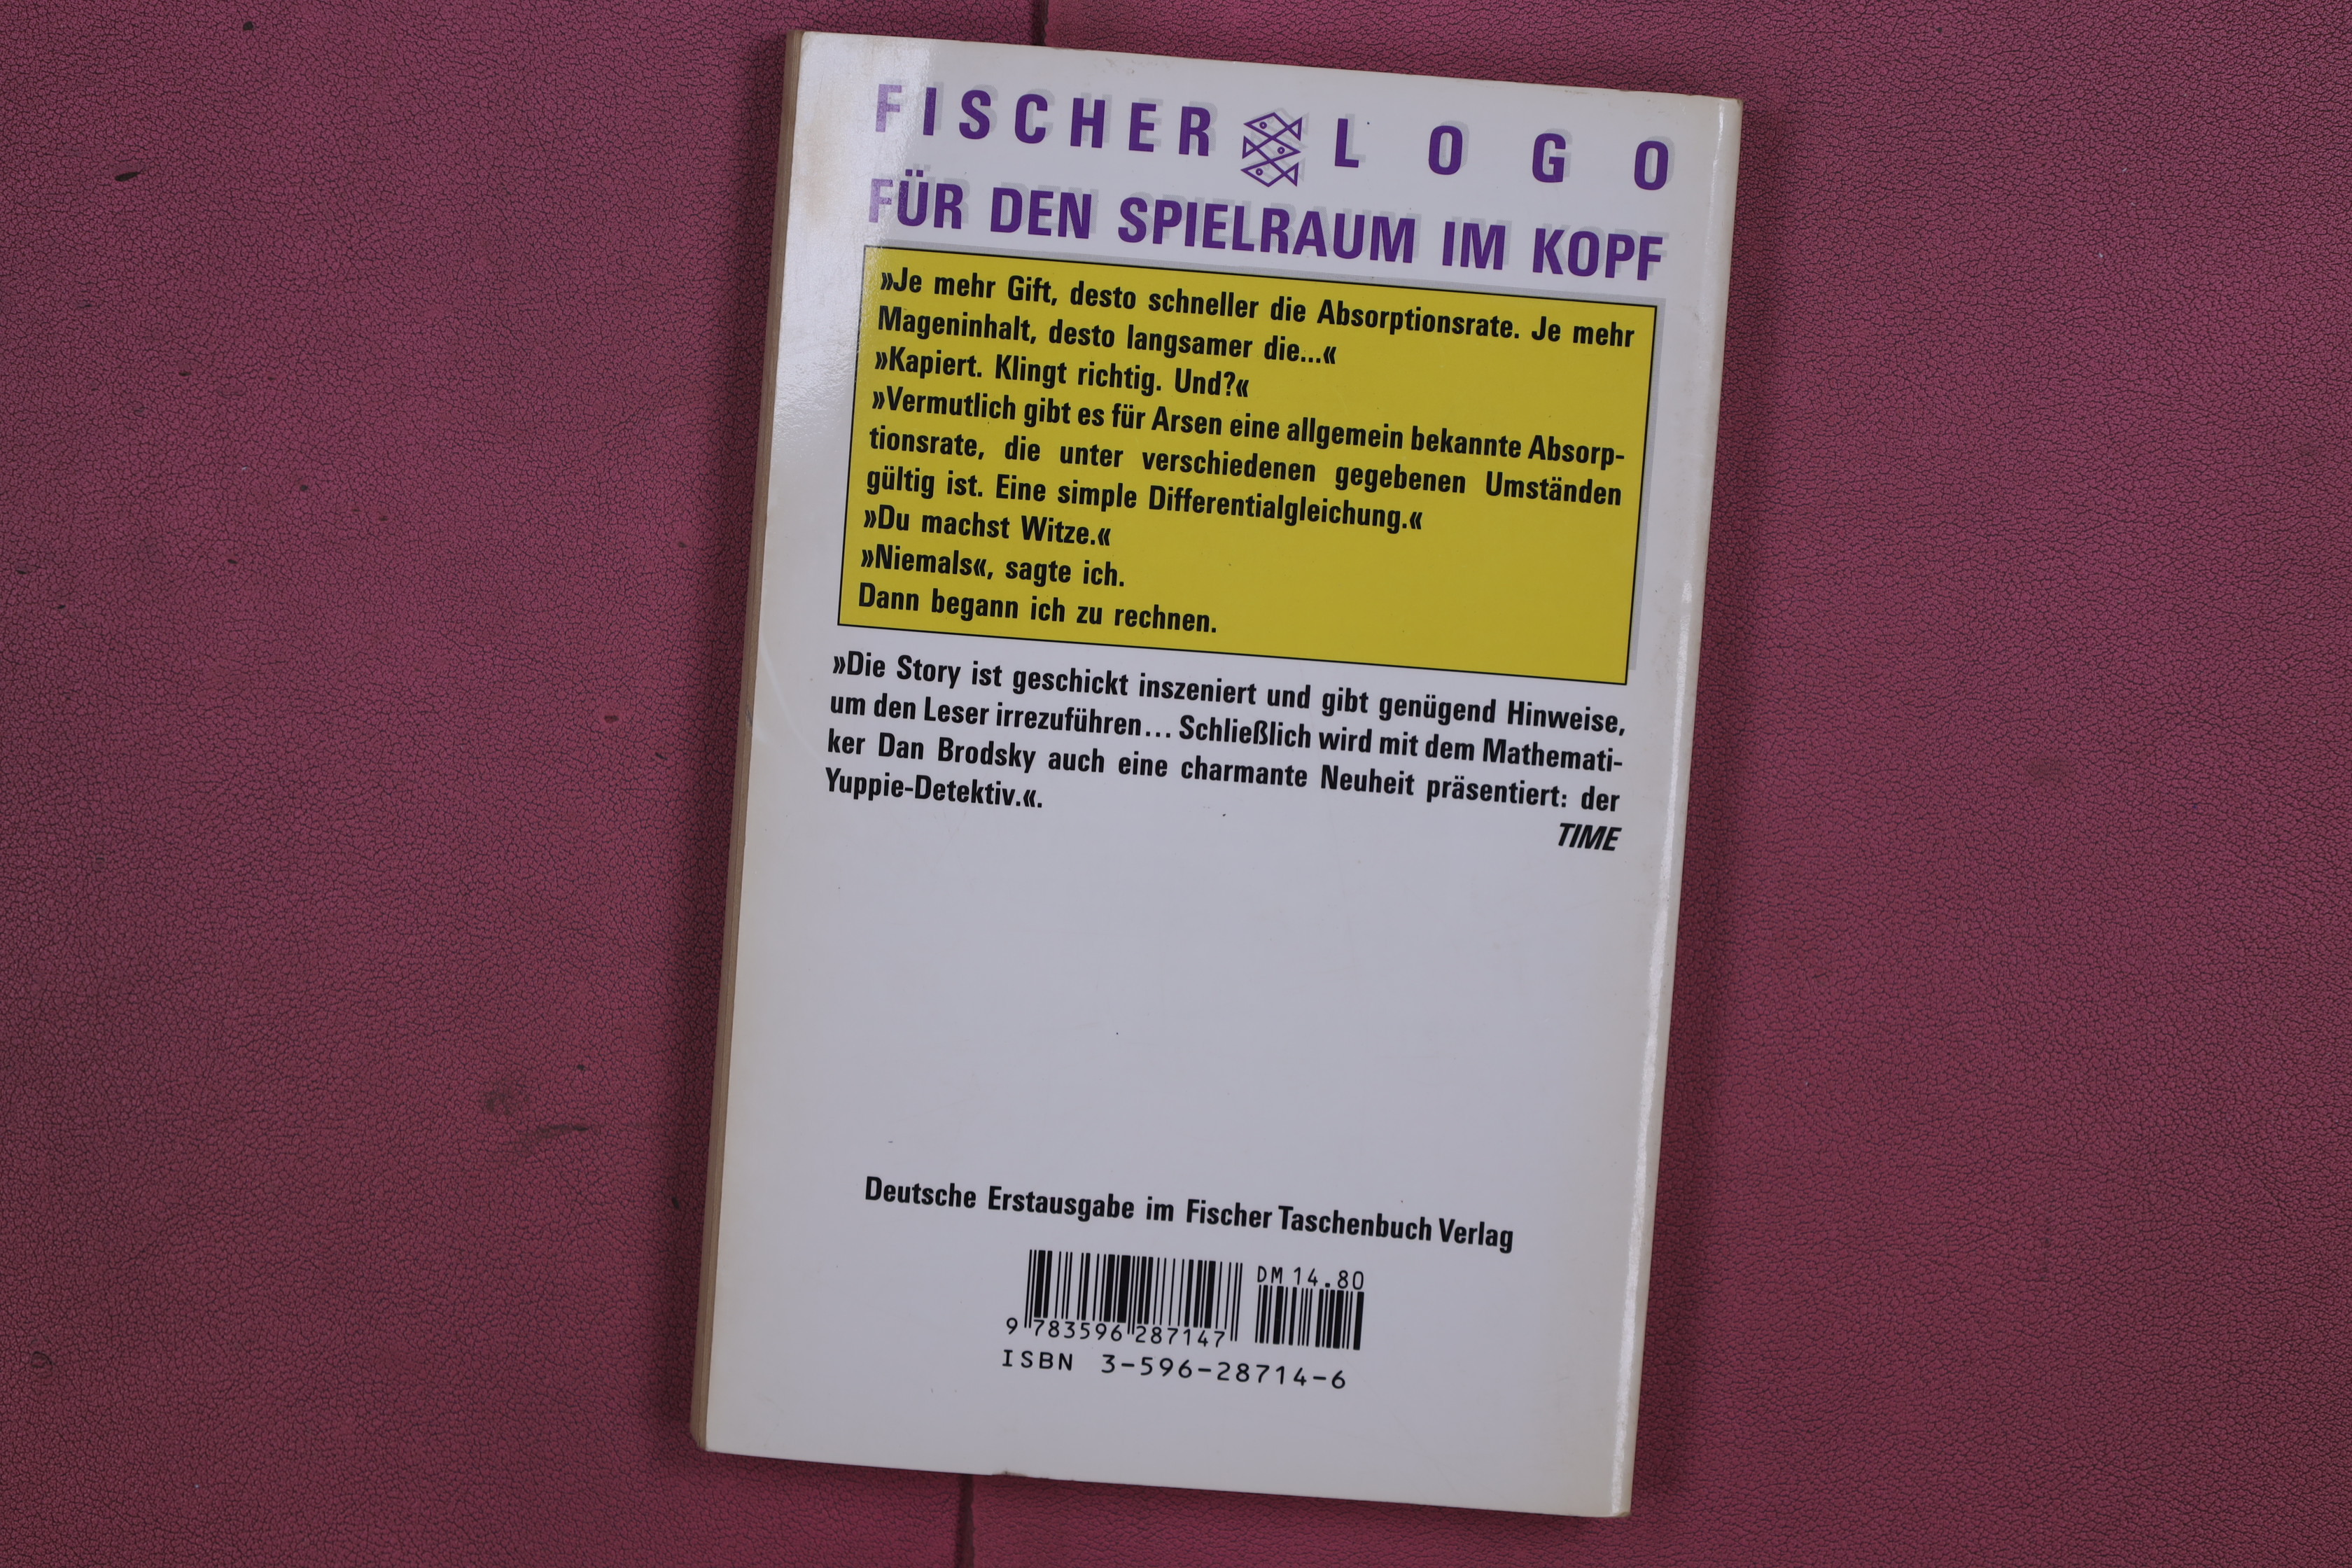 FISCHER LOGO
FÜR DEN SPIELRAUM IM KOPF
»Je mehr Gift, desto schneller die Absorptionsrate. Je mehr
Mageninhalt, desto langsamer die...«
»Kapiert. Klingt richtig. Und?«
»Vermutlich gibt es für Arsen eine allgemein bekannte Absorp-
tionsrate, die unter verschiedenen gegebenen Umständen
gültig ist. Eine simple Differentialgleichung.«
»Du machst Witze.«
»Niemals«, sagte ich.
Dann begann ich zu rechnen.
»Die Story ist geschickt inszeniert und gibt genügend Hinweise,
um den Leser irrezuführen... Schließlich wird mit dem Mathemati-
ker Dan Brodsky auch eine charmante Neuheit präsentiert: der
Yuppie-Detektiv.«.
TIME
Deutsche Erstausgabe im Fischer Taschenbuch Verlag
DM 14.80
9 783596 287147
ISBN 3-596-28714-6